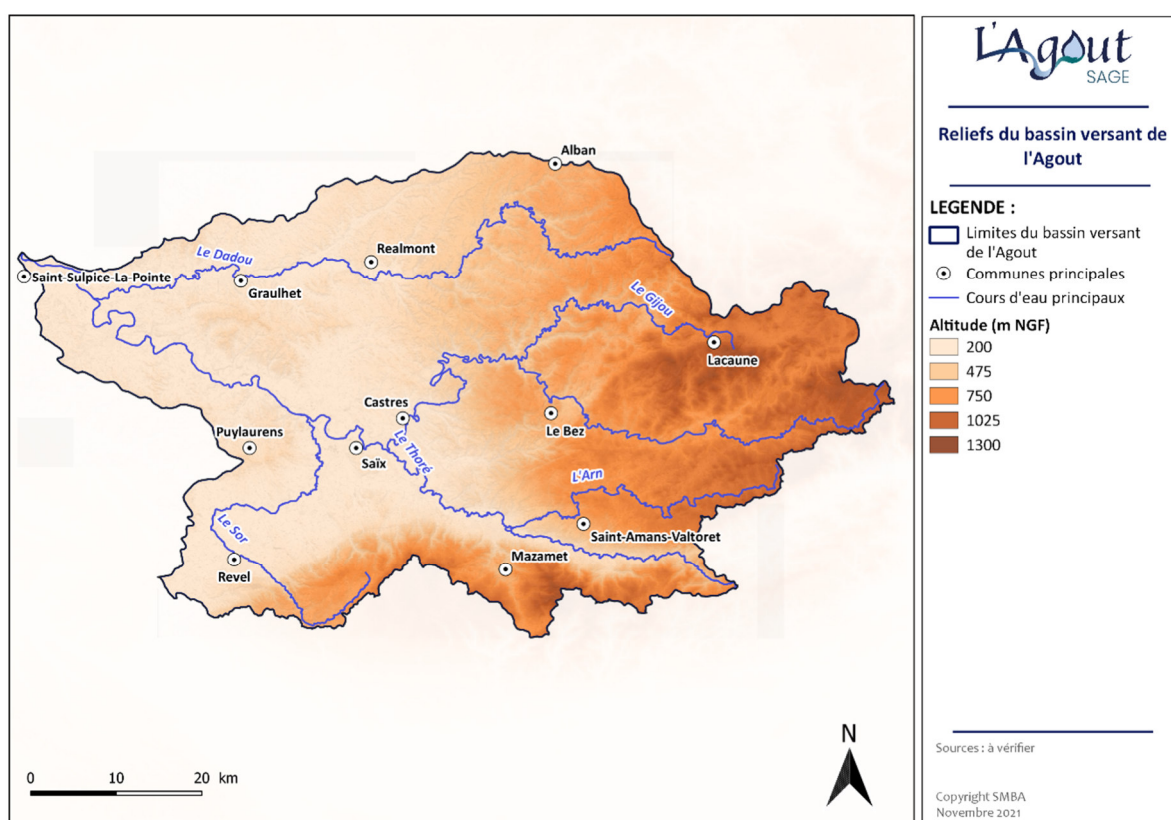 Alban
Realmont
Le Dadou
Saint-Sulpice-La-Pointe
Graulhet
Le Gijou
Lacaune
Castres
Le Bez
Puylaurens
Le Thoré
Saïx
L'Arn
Le Sor
Saint-Amans-Valtoret
Mazamet
Revel
N
0 10 20 km
L'Agout
SAGE
Reliefs du bassin versant de
l'Agout
LEGENDE :
Limites du bassin versant
de l'Agout
Communes principales
Cours d'eau principaux
Altitude (m NGF)
200
475
750
1025
1300
Sources : à vérifier
Copyright SMBA
Novembre 2021